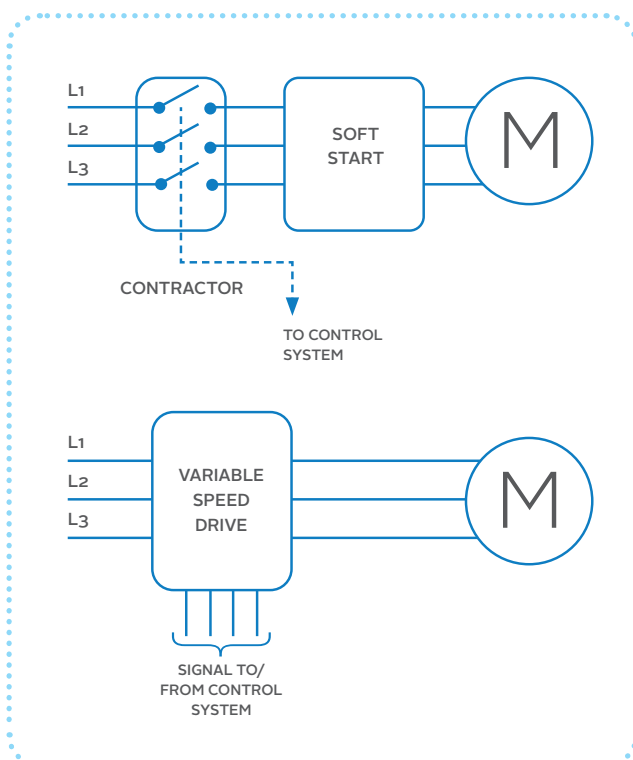 L1
L2
L3
SOFT
START
M
CONTRACTOR
TO CONTROL
SYSTEM
L1
L2
L3
VARIABLE
SPEED
DRIVE
M
SIGNAL TO/
FROM CONTROL
SYSTEM